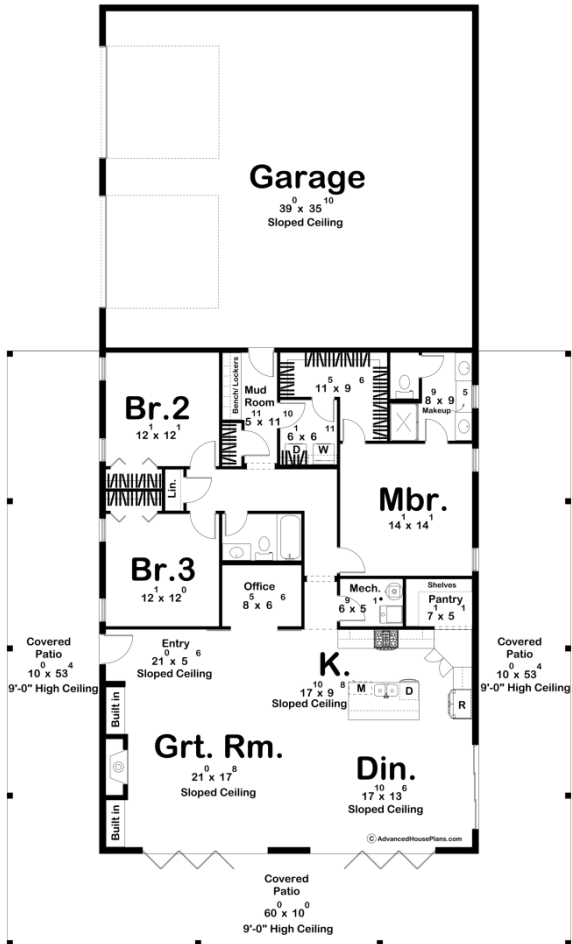 Garage
39⁰ x 35¹⁰
Sloped Ceiling
Bench/ Lockers
Mud
Room
5¹¹ x 11¹⁰
11⁵ x 9⁶
8⁹ x 9⁵
Makeup
Br.2
12¹ x 12¹
6¹ x 6¹¹
D W
Lin.
Mbr.
14¹ x 14¹
Br.3
12¹ x 12⁰
Office
8⁵ x 6⁶
Mech.
6⁹ x 5¹
Shelves
Pantry
7¹ x 5¹
Covered
Patio
10⁰ x 53⁴
9'-0" High Ceiling
Entry
21⁰ x 5⁶
Sloped Ceiling
K.
17¹⁰ x 9⁸
Sloped Ceiling
M D
R
Covered
Patio
10⁰ x 53⁴
9'-0" High Ceiling
Built in
Grt. Rm.
21⁰ x 17⁸
Sloped Ceiling
Din.
17¹⁰ x 13⁶
Sloped Ceiling
Built in
© AdvancedHousePlans.com
Covered
Patio
60⁰ x 10⁰
9'-0" High Ceiling